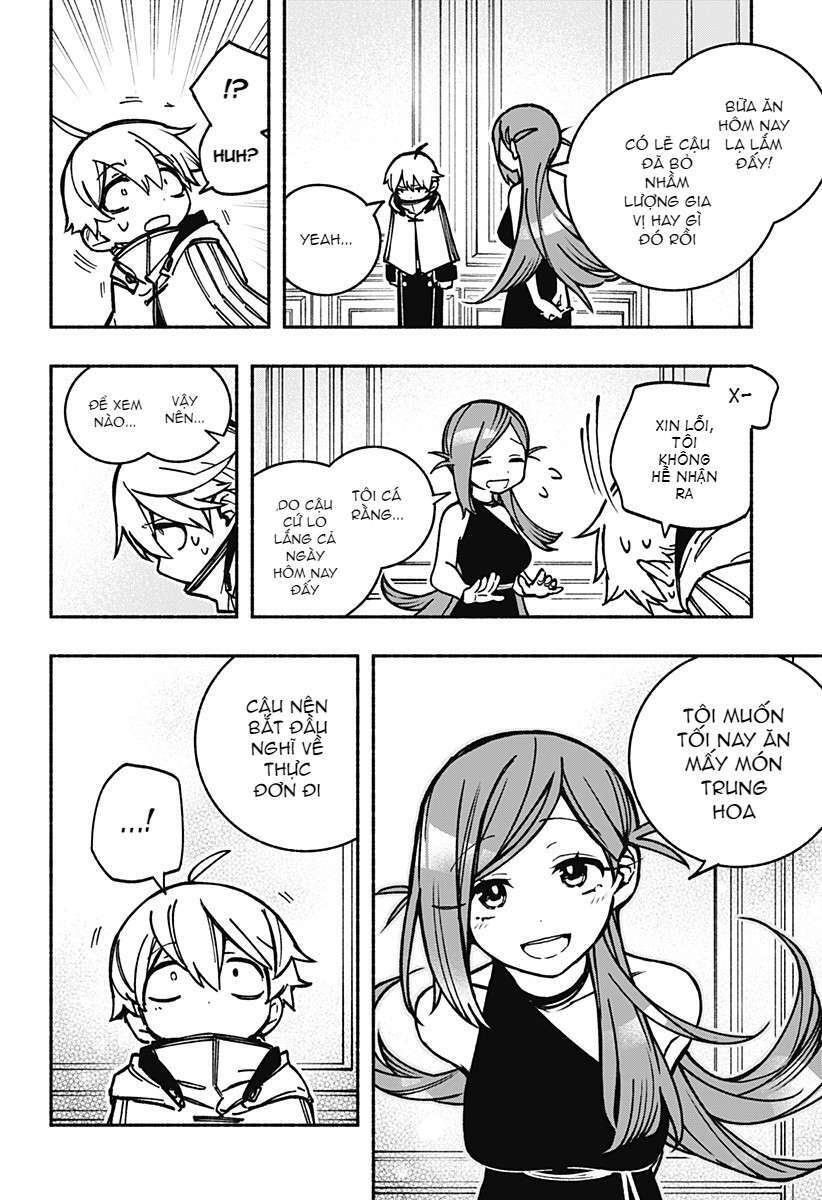 BỮA ĂN
HÔM NAY
LẠ LẮM
ĐẤY!
CÓ LẼ CẬU
ĐÃ BỎ
NHẦM
LƯỢNG GIA
VỊ HAY GÌ
ĐÓ RỒI
YEAH...
!?
HUH?
X-
XIN LỖI,
TÔI
KHÔNG
HỀ NHẬN
RA
TÔI CÁ
RẰNG...
DO CẬU
CỨ LO
LẮNG CẢ
NGÀY
HÔM NAY
ĐẤY
VẬY
NÊN...
ĐỂ XEM
NÀO...
TÔI MUỐN
TỐI NAY ĂN
MẤY MÓN
TRUNG
HOA
CẬU NÊN
BẮT ĐẦU
NGHĨ VỀ
THỰC
ĐƠN ĐI
...!